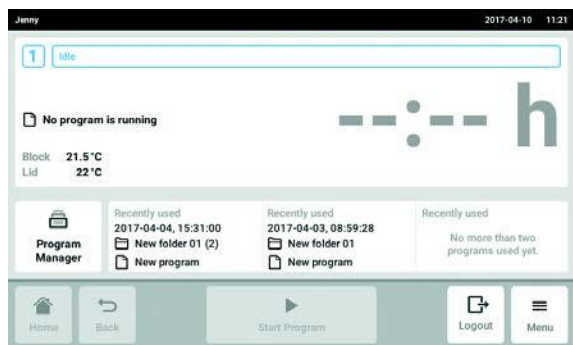 Jenny 2017-04-10 11:21
1 Idle
--:-- h
No program is running
Block 21.5°C
Lid 22°C
Program Manager
Recently used
2017-04-04, 15:31:00
New folder 01 (2)
New program
Recently used
2017-04-03, 08:59:28
New folder 01
New program
Recently used
No more than two
programs used yet.
Home
Back
Start Program
Logout
Menu